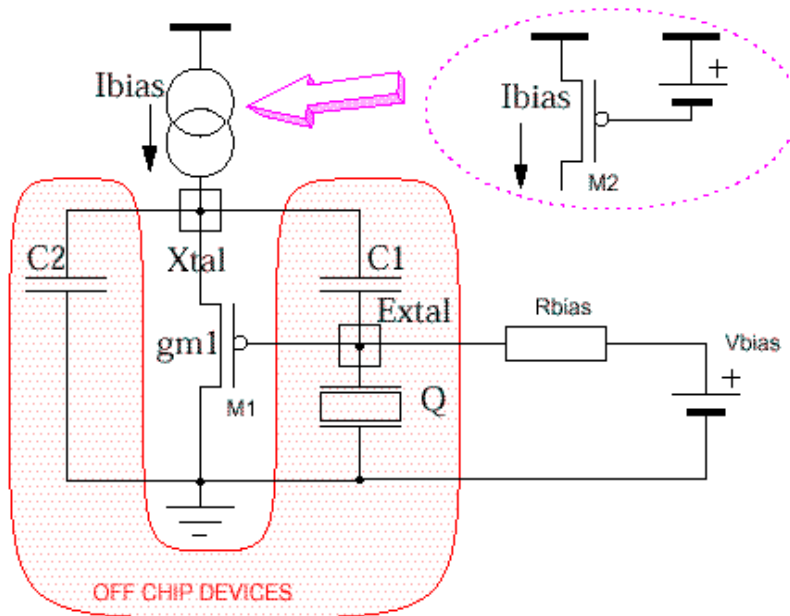 Ibias
Ibias
+
M2
C2
Xtal
C1
Extal
Rbias
Vbias
gm1
+
M1
Q
OFF CHIP DEVICES